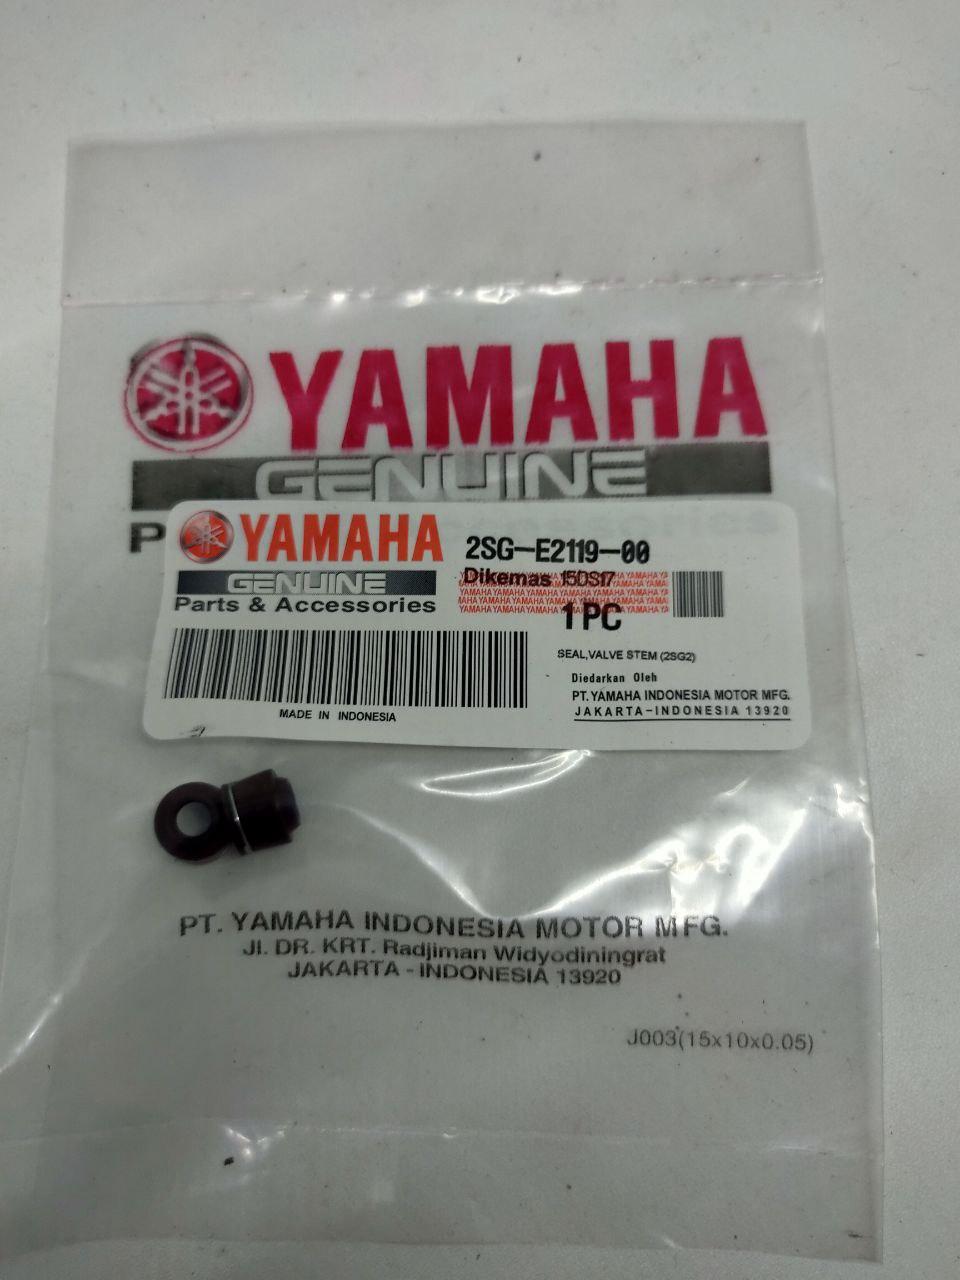 YAMAHA
GENUINE
P
YAMAHA
GENUINE
Parts & Accessories
2SG-E2119-00
Dikemas 15DS17
1 PC
SEAL,VALVE STEM (2SG2)
Diedarkan Oleh
PT.YAMAHA INDONESIA MOTOR MFG.
JAKARTA-INDONESIA 13920
MADE IN INDONESIA
PT. YAMAHA INDONESIA MOTOR MFG.
Jl. DR. KRT. Radjiman Widyodiningrat
JAKARTA - INDONESIA 13920
J003(15x10x0.05)